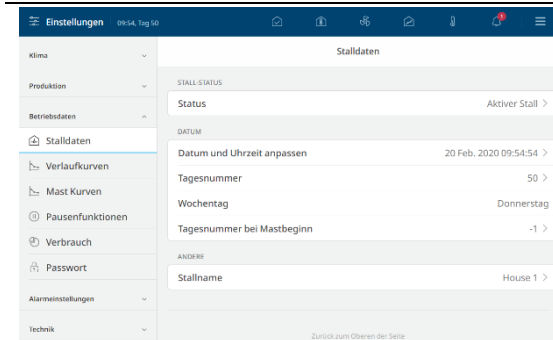 Einstellungen 09:54, Tag 50
1
Klima
Produktion
Betriebsdaten
Stalldaten
Verlaufkurven
Mast Kurven
Pausenfunktionen
Verbrauch
Passwort
Alarmeinstellungen
Technik
Stalldaten
STALL-STATUS
Status Aktiver Stall
DATUM
Datum und Uhrzeit anpassen 20 Feb. 2020 09:54:54
Tagesnummer 50
Wochentag Donnerstag
Tagesnummer bei Mastbeginn -1
ANDERE
Stallname House 1
Zurück zum Oberen der Seite